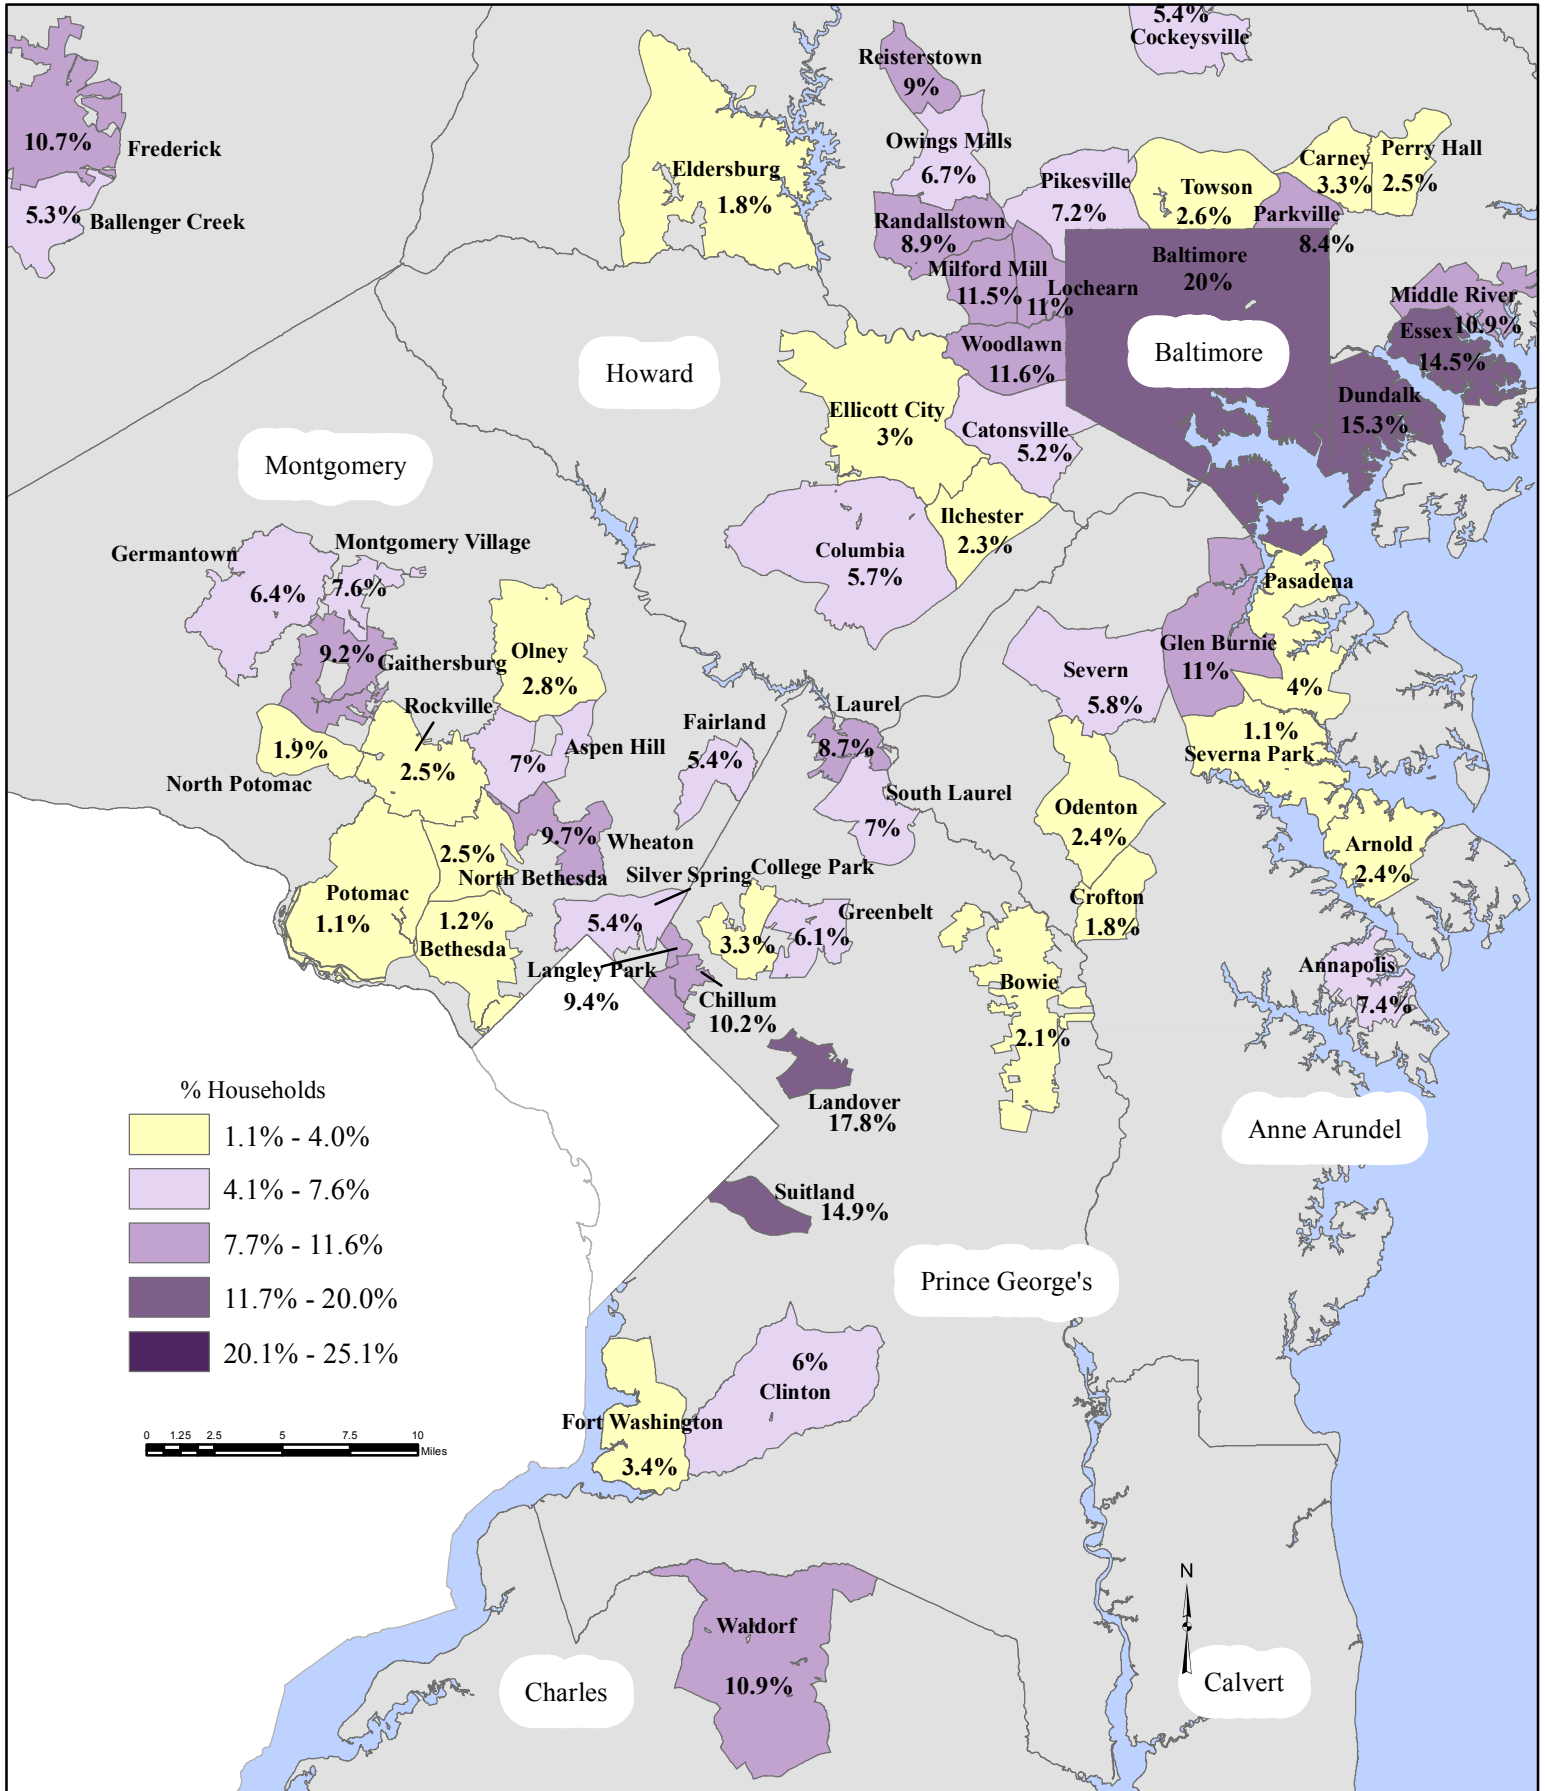 5.4%
Cockeysville
Reisterstown
9%
10.7%
Frederick
Owings Mills
6.7%
Eldersburg
1.8%
Pikesville
7.2%
Towson
2.6%
Carney
3.3%
Perry Hall
2.5%
5.3%
Ballenger Creek
Randallstown
8.9%
Parkville
8.4%
Milford Mill
11.5%
Lochearn
11%
Baltimore
20%
Middle River
10.9%
Essex
14.5%
Woodlawn
11.6%
Baltimore
Howard
Dundalk
15.3%
Ellicott City
3%
Catonsville
5.2%
Montgomery
Ilchester
2.3%
Columbia
5.7%
Germantown
6.4%
Montgomery Village
7.6%
Pasadena
4%
Glen Burnie
11%
Olney
2.8%
9.2%
Gaithersburg
Severn
5.8%
Rockville
2.5%
Laurel
8.7%
Fairland
5.4%
1.1%
Severna Park
1.9%
North Potomac
Aspen Hill
7%
South Laurel
7%
Odenton
2.4%
9.7%
Wheaton
Arnold
2.4%
2.5%
North Bethesda
Silver Spring
5.4%
College Park
3.3%
Potomac
1.1%
1.2%
Bethesda
Greenbelt
6.1%
Crofton
1.8%
Langley Park
9.4%
Chillum
10.2%
Bowie
2.1%
Annapolis
7.4%
Landover
17.8%
Anne Arundel
% Households
1.1% - 4.0%
4.1% - 7.6%
7.7% - 11.6%
11.7% - 20.0%
20.1% - 25.1%
Suitland
14.9%
Prince George's
6%
Clinton
Fort Washington
3.4%
0 1.25 2.5 5 7.5 10
Miles
N
Waldorf
10.9%
Charles
Calvert